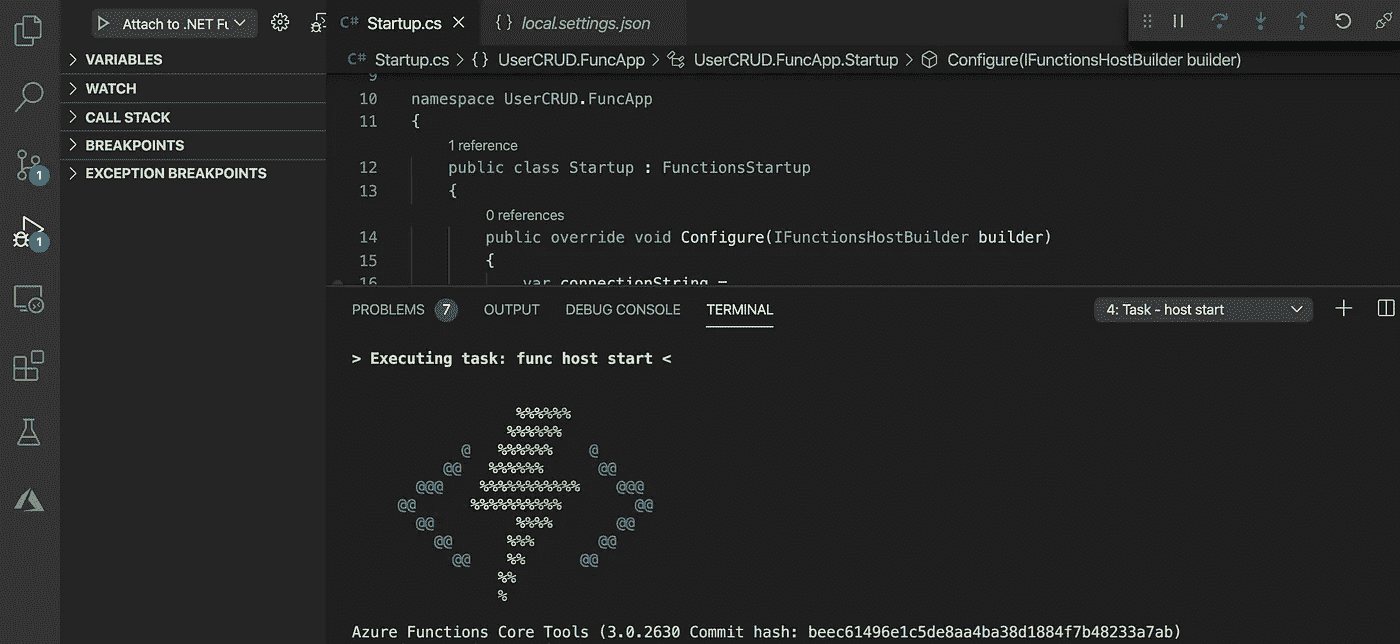 Attach to .NET Fu
VARIABLES
WATCH
CALL STACK
BREAKPOINTS
EXCEPTION BREAKPOINTS
1
1
C# Startup.cs
{ } local.settings.json
C# Startup.cs > { } UserCRUD.FuncApp > UserCRUD.FuncApp.Startup > Configure(IFunctionsHostBuilder builder)
9
10 namespace UserCRUD.FuncApp
11 {
1 reference
12 public class Startup : FunctionsStartup
13 {
0 references
14 public override void Configure(IFunctionsHostBuilder builder)
15 {
16 var connectionString =
PROBLEMS 7 OUTPUT DEBUG CONSOLE TERMINAL 4: Task - host start
> Executing task: func host start <
%%%%%%
%%%%%%
@ %%%%%% @
@@ %%%%%% @@
@@@ %%%%%%%%%%% @@@
@@ %%%%%%%%%% @@
@@ %%%% @@
@@ %%% @@
@@ %% @@
%%
%
Azure Functions Core Tools (3.0.2630 Commit hash: beec61496e1c5de8aa4ba38d1884f7b48233a7ab)